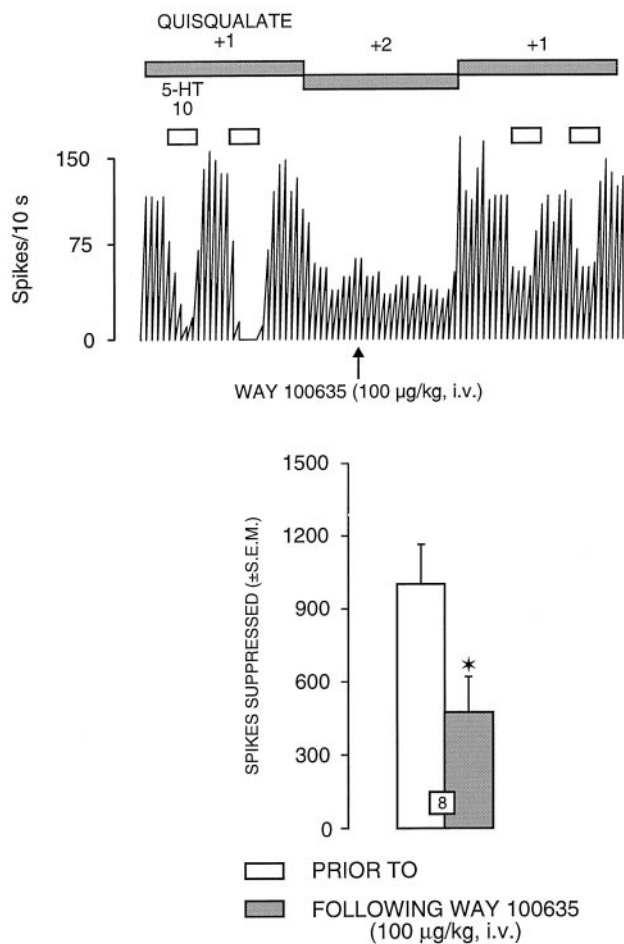 QUISQUALATE
+1
+2
+1
5-HT
10
150
75
0
Spikes/10 s
WAY 100635 (100 µg/kg, i.v.)
1500
1200
900
600
300
0
SPIKES SUPPRESSED (±S.E.M.)
✶
8
PRIOR TO
FOLLOWING WAY 100635
(100 µg/kg, i.v.)